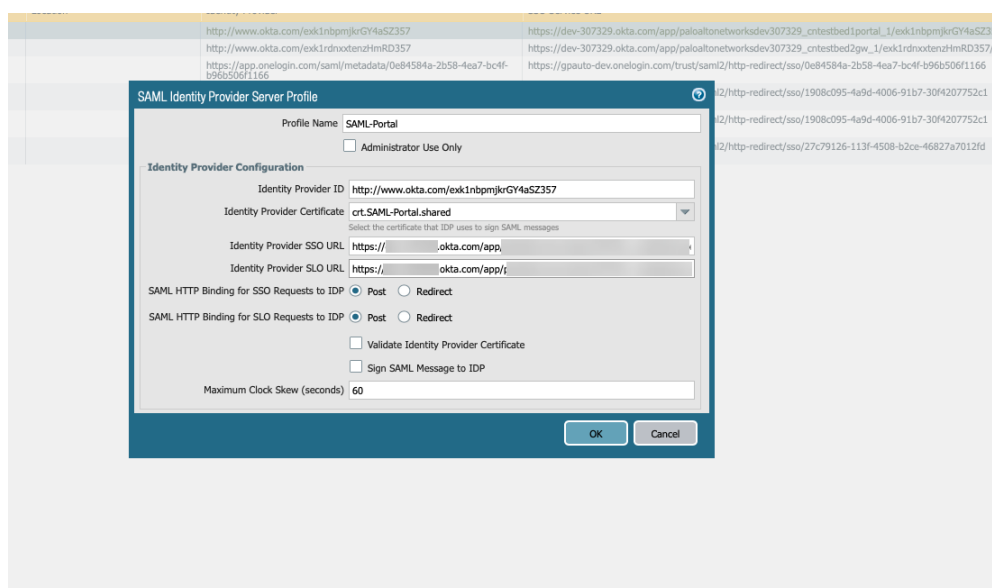 http://www.okta.com/exk1nbpmjkrGY4aSZ357 https://dev-307329.okta.com/app/paloaltonetworksdev307329_cntestbed1portal_1/exk1nbpmjkrGY4aSZ3
http://www.okta.com/exk1rdnxxtenzHmRD357 https://dev-307329.okta.com/app/paloaltonetworksdev307329_cntestbed2gw_1/exk1rdnxxtenzHmRD357/
https://app.onelogin.com/saml/metadata/0e84584a-2b58-4ea7-bc4f-b96b506f1166 https://gpauto-dev.onelogin.com/trust/saml2/http-redirect/sso/0e84584a-2b58-4ea7-bc4f-b96b506f1166
ml2/http-redirect/sso/1908c095-4a9d-4006-91b7-30f4207752c1
ml2/http-redirect/sso/1908c095-4a9d-4006-91b7-30f4207752c1
ml2/http-redirect/sso/27c79126-113f-4508-b2ce-46827a7012fd
SAML Identity Provider Server Profile
Profile Name SAML-Portal
Administrator Use Only
Identity Provider Configuration
Identity Provider ID http://www.okta.com/exk1nbpmjkrGY4aSZ357
Identity Provider Certificate crt.SAML-Portal.shared
Select the certificate that IDP uses to sign SAML messages
Identity Provider SSO URL https:// .okta.com/app/
Identity Provider SLO URL https:/ okta.com/app/
SAML HTTP Binding for SSO Requests to IDP Post Redirect
SAML HTTP Binding for SLO Requests to IDP Post Redirect
Validate Identity Provider Certificate
Sign SAML Message to IDP
Maximum Clock Skew (seconds) 60
OK Cancel